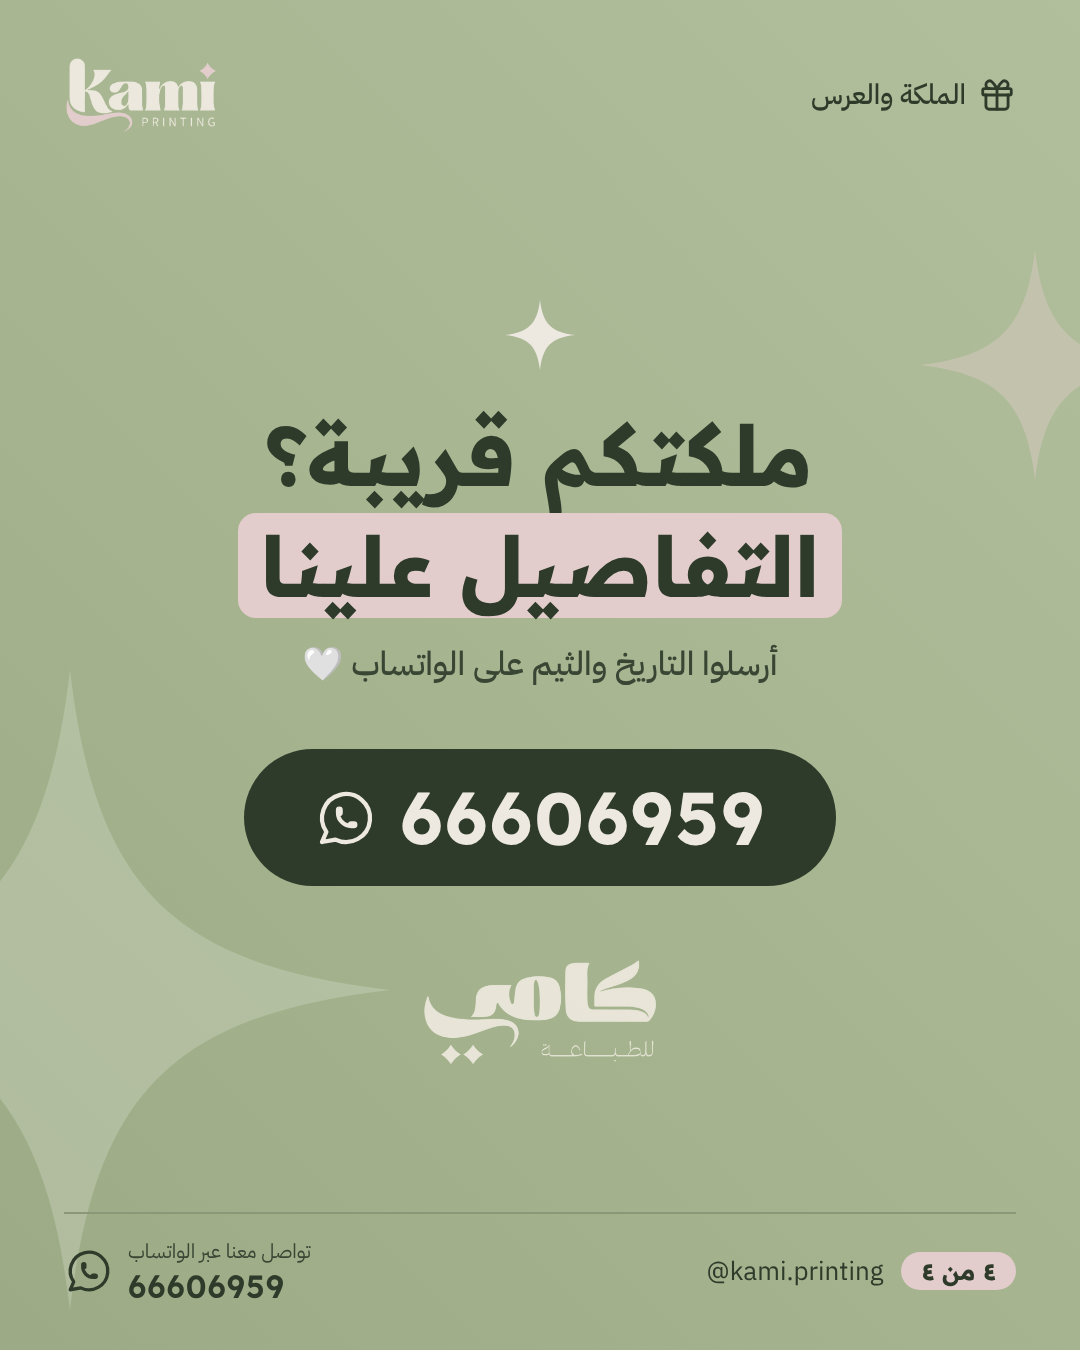 Kami
PRINTING
الملكة والعرس
ملكتكم قريبة؟
التفاصيل علينا
أرسلوا التاريخ والثيم على الواتساب 🤍
66606959
كامي
للطبـاعـة
تواصل معنا عبر الواتساب
66606959
@kami.printing
٤ من ٤